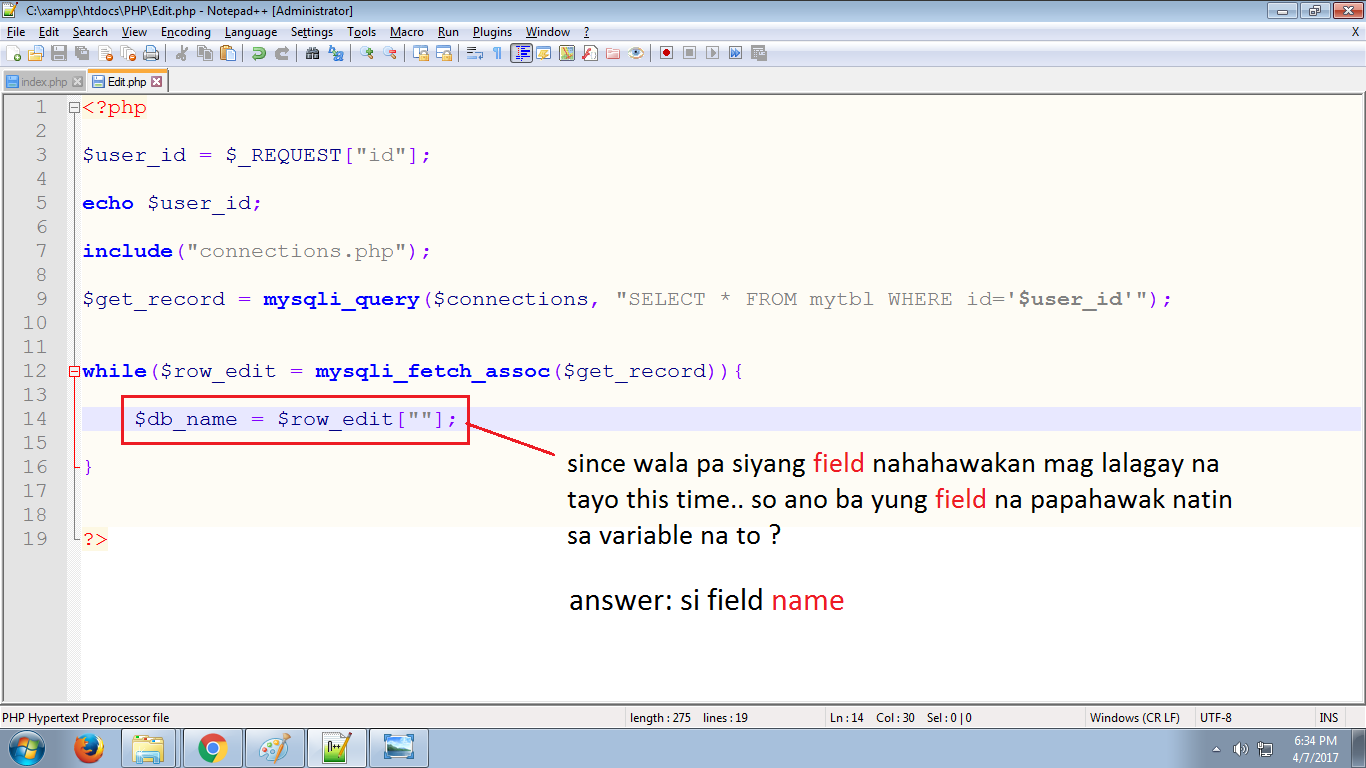 C:\xampp\htdocs\PHP\Edit.php - Notepad++ [Administrator]
File Edit Search View Encoding Language Settings Tools Macro Run Plugins Window ? X
index.php Edit.php
1 <?php
2
3 $user_id = $_REQUEST["id"];
4
5 echo $user_id;
6
7 include("connections.php");
8
9 $get_record = mysqli_query($connections, "SELECT * FROM mytbl WHERE id='$user_id'");
10
11
12 while($row_edit = mysqli_fetch_assoc($get_record)){
13
14 $db_name = $row_edit[""];
15
16 }
17
18
19 ?>
since wala pa siyang field nahahawakan mag lalagay na
tayo this time.. so ano ba yung field na papahawak natin
sa variable na to ?
answer: si field name
PHP Hypertext Preprocessor file length : 275 lines : 19 Ln : 14 Col : 30 Sel : 0 | 0 Windows (CR LF) UTF-8 INS
6:34 PM
4/7/2017